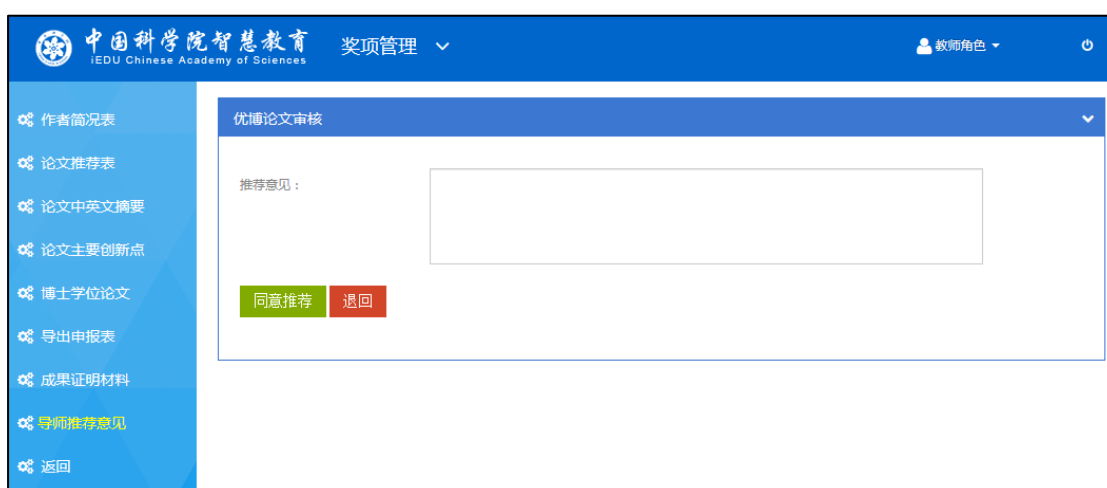 中国科学院智慧教育
iEDU Chinese Academy of Sciences
奖项管理
教师角色
作者简况表
论文推荐表
论文中英文摘要
论文主要创新点
博士学位论文
导出申报表
成果证明材料
导师推荐意见
返回
优博论文审核
推荐意见：
同意推荐
退回